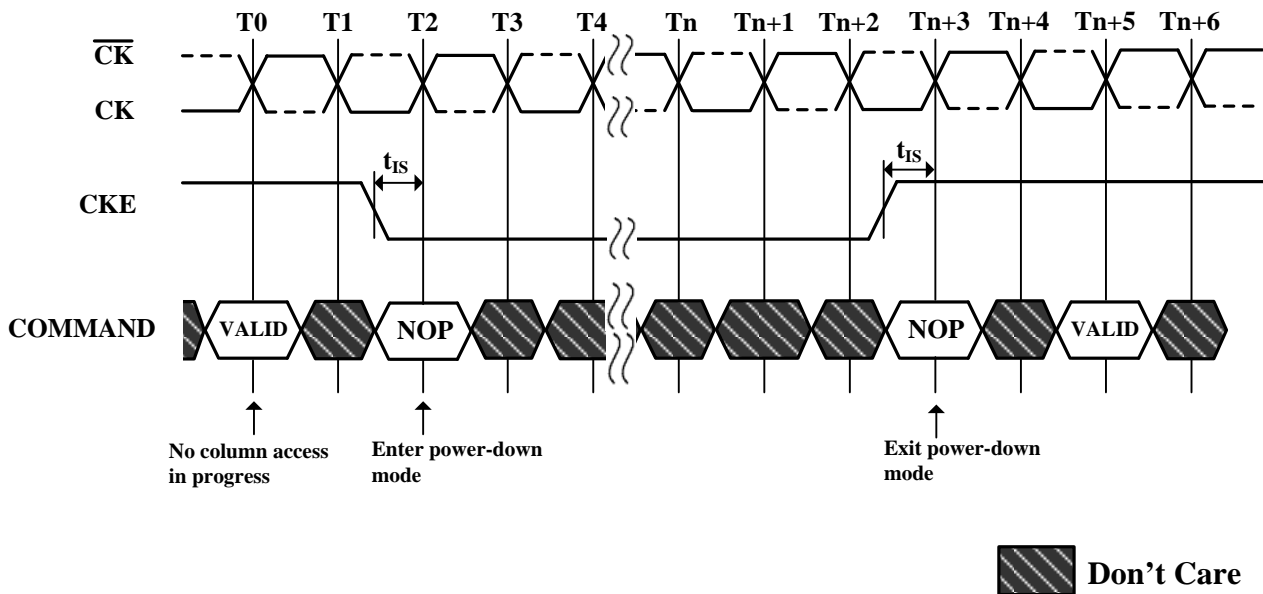 T0 T1 T2 T3 T4 Tn Tn+1 Tn+2 Tn+3 Tn+4 Tn+5 Tn+6
CK
CK
tIS tIS
CKE
COMMAND VALID NOP NOP VALID
No column access
in progress
Enter power-down
mode
Exit power-down
mode
Don't Care